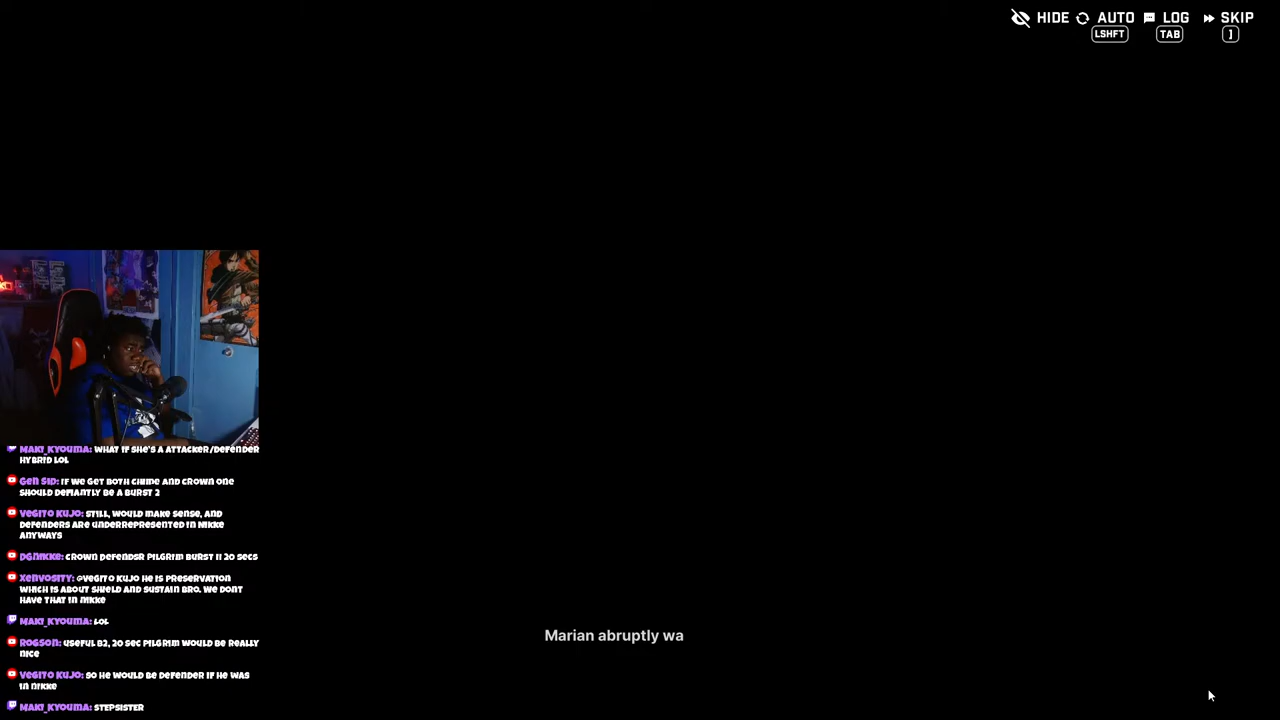 HIDE AUTO LOG SKIP
LSHFT TAB ]
MAKI_KYOUMA: WHAT IF SHE'S A ATTACKER/DEFENDER
HYBRID LOL
GEN SID: IF WE GET BOTH CHIME AND CROWN ONE
SHOULD DEFIANTLY BE A BURST 2
VEGITO KUJO: STILL, WOULD MAKE SENSE, AND
DEFENDERS ARE UNDERREPRESENTED IN NIKKE
ANYWAYS
DGNIKKE: CROWN DEFENDSR PILGRIM BURST II 20 SECS
XENVOSITY: @VEGITO KUJO HE IS PRESERVATION
WHICH IS ABOUT SHIELD AND SUSTAIN BRO. WE DONT
HAVE THAT IN NIKKE
MAKI_KYOUMA: LOL
ROGSON: USEFUL B2, 20 SEC PILGRIM WOULD BE REALLY
NICE
VEGITO KUJO: SO HE WOULD BE DEFENDER IF HE WAS
IN NIKKE
MAKI_KYOUMA: STEPSISTER
Marian abruptly wa